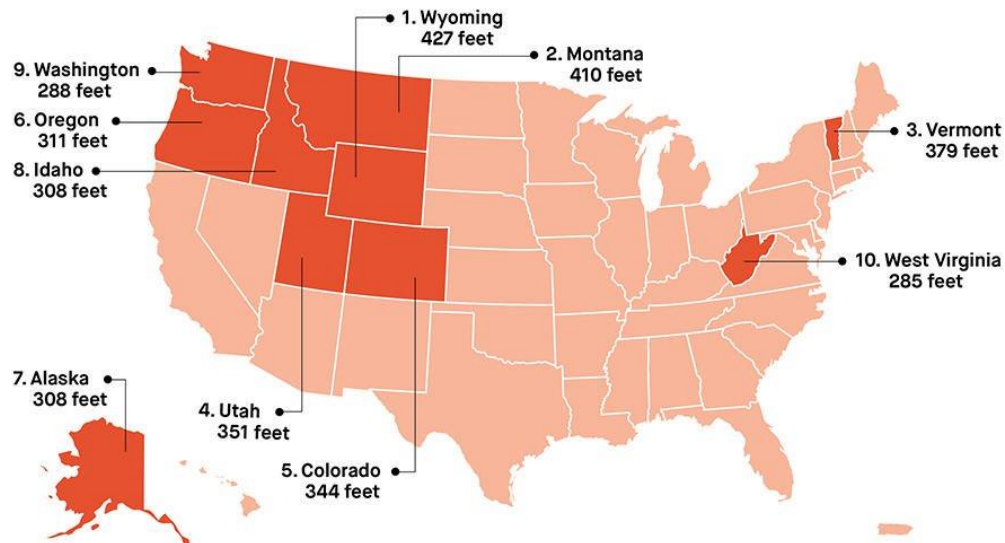 1. Wyoming
427 feet
2. Montana
410 feet
9. Washington
288 feet
6. Oregon
311 feet
3. Vermont
379 feet
8. Idaho
308 feet
10. West Virginia
285 feet
7. Alaska
308 feet
4. Utah
351 feet
5. Colorado
344 feet